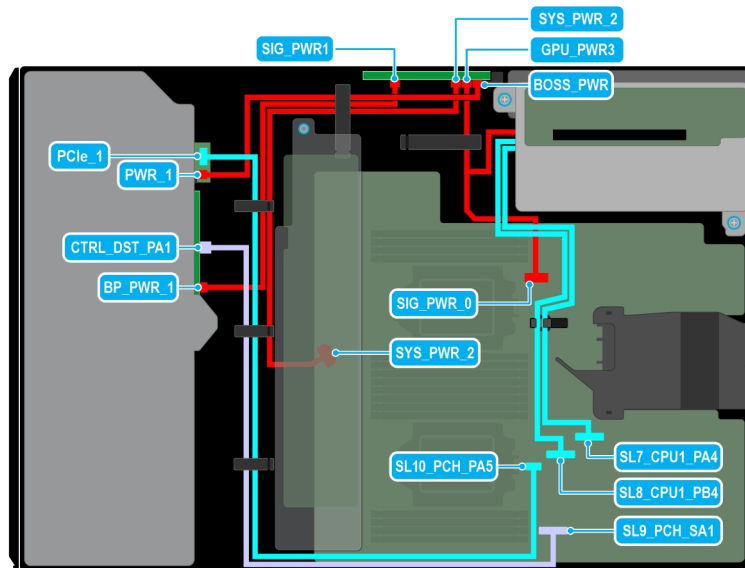 SYS_PWR_2
SIG_PWR1
GPU_PWR3
BOSS_PWR
PCIe_1
PWR_1
CTRL_DST_PA1
BP_PWR_1
SIG_PWR_0
SYS_PWR_2
SL10_PCH_PA5
SL7_CPU1_PA4
SL8_CPU1_PB4
SL9_PCH_SA1